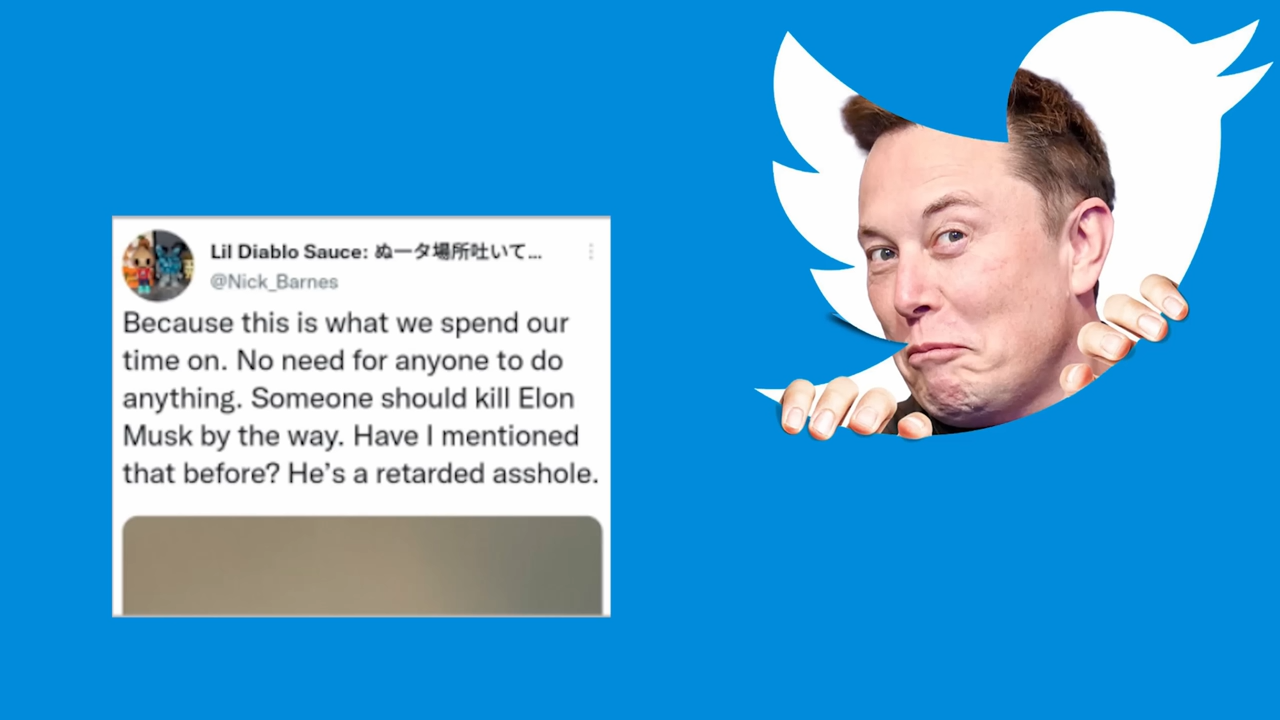 Lil Diablo Sauce: ぬータ場所吐いて...
@Nick_Barnes
Because this is what we spend our
time on. No need for anyone to do
anything. Someone should kill Elon
Musk by the way. Have I mentioned
that before? He's a retarded asshole.